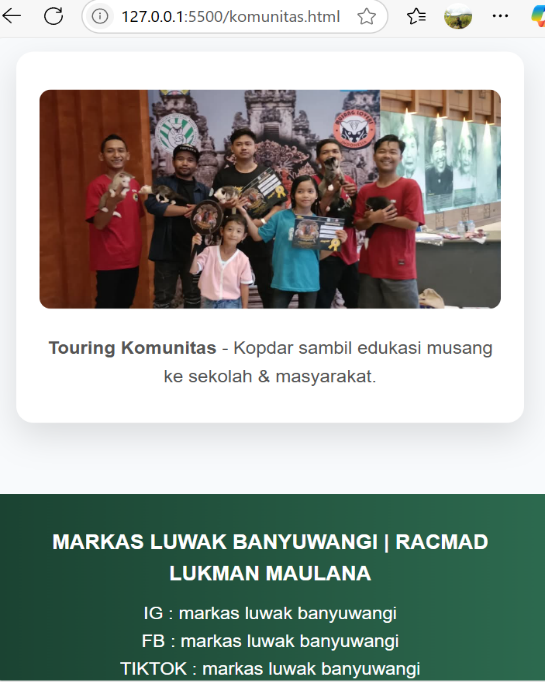 127.0.0.1:5500/komunitas.html
Touring Komunitas - Kopdar sambil edukasi musang
ke sekolah & masyarakat.
MARKAS LUWAK BANYUWANGI | RACMAD
LUKMAN MAULANA
IG : markas luwak banyuwangi
FB : markas luwak banyuwangi
TIKTOK : markas luwak banyuwangi